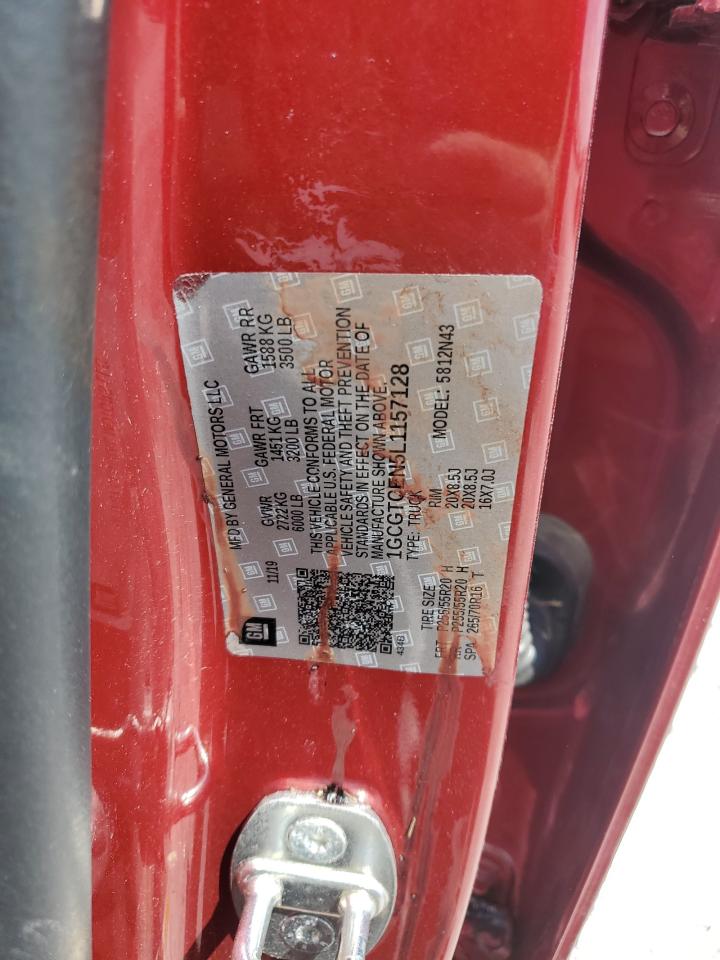 GM
MFD BY GENERAL MOTORS LLC
11/19
GVWR GAWR FRT GAWR RR
2722KG 1451 KG 1588 KG
6000 LB 3200 LB 3500 LB
THIS VEHICLE CONFORMS TO ALL
APPLICABLE U.S. FEDERAL MOTOR
VEHICLE SAFETY AND THEFT PREVENTION
STANDARDS IN EFFECT ON THE DATE OF
MANUFACTURE SHOWN ABOVE.
1GCGTCEN5L1157128
TYPE: TRUCK MODEL: 5812N43
434B
TIRE SIZE RIM
FRT P255/55R20 H 20X8.5J
RR P255/55R20 H 20X8.5J
SPA 265/70R16 T 16X7.0J